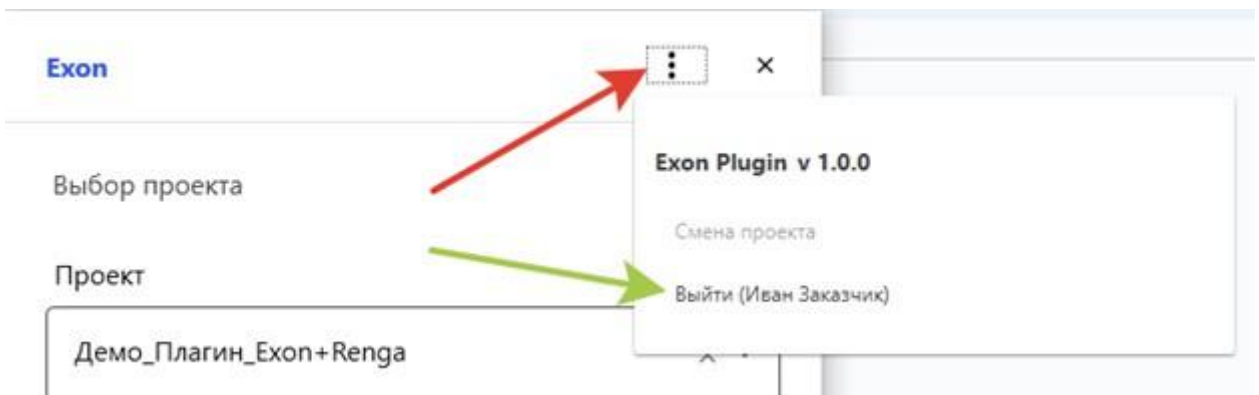 Exon
Выбор проекта
Проект
Демо_Плагин_Exon+Renga
Exon Plugin v 1.0.0
Смена проекта
Выйти (Иван Заказчик)